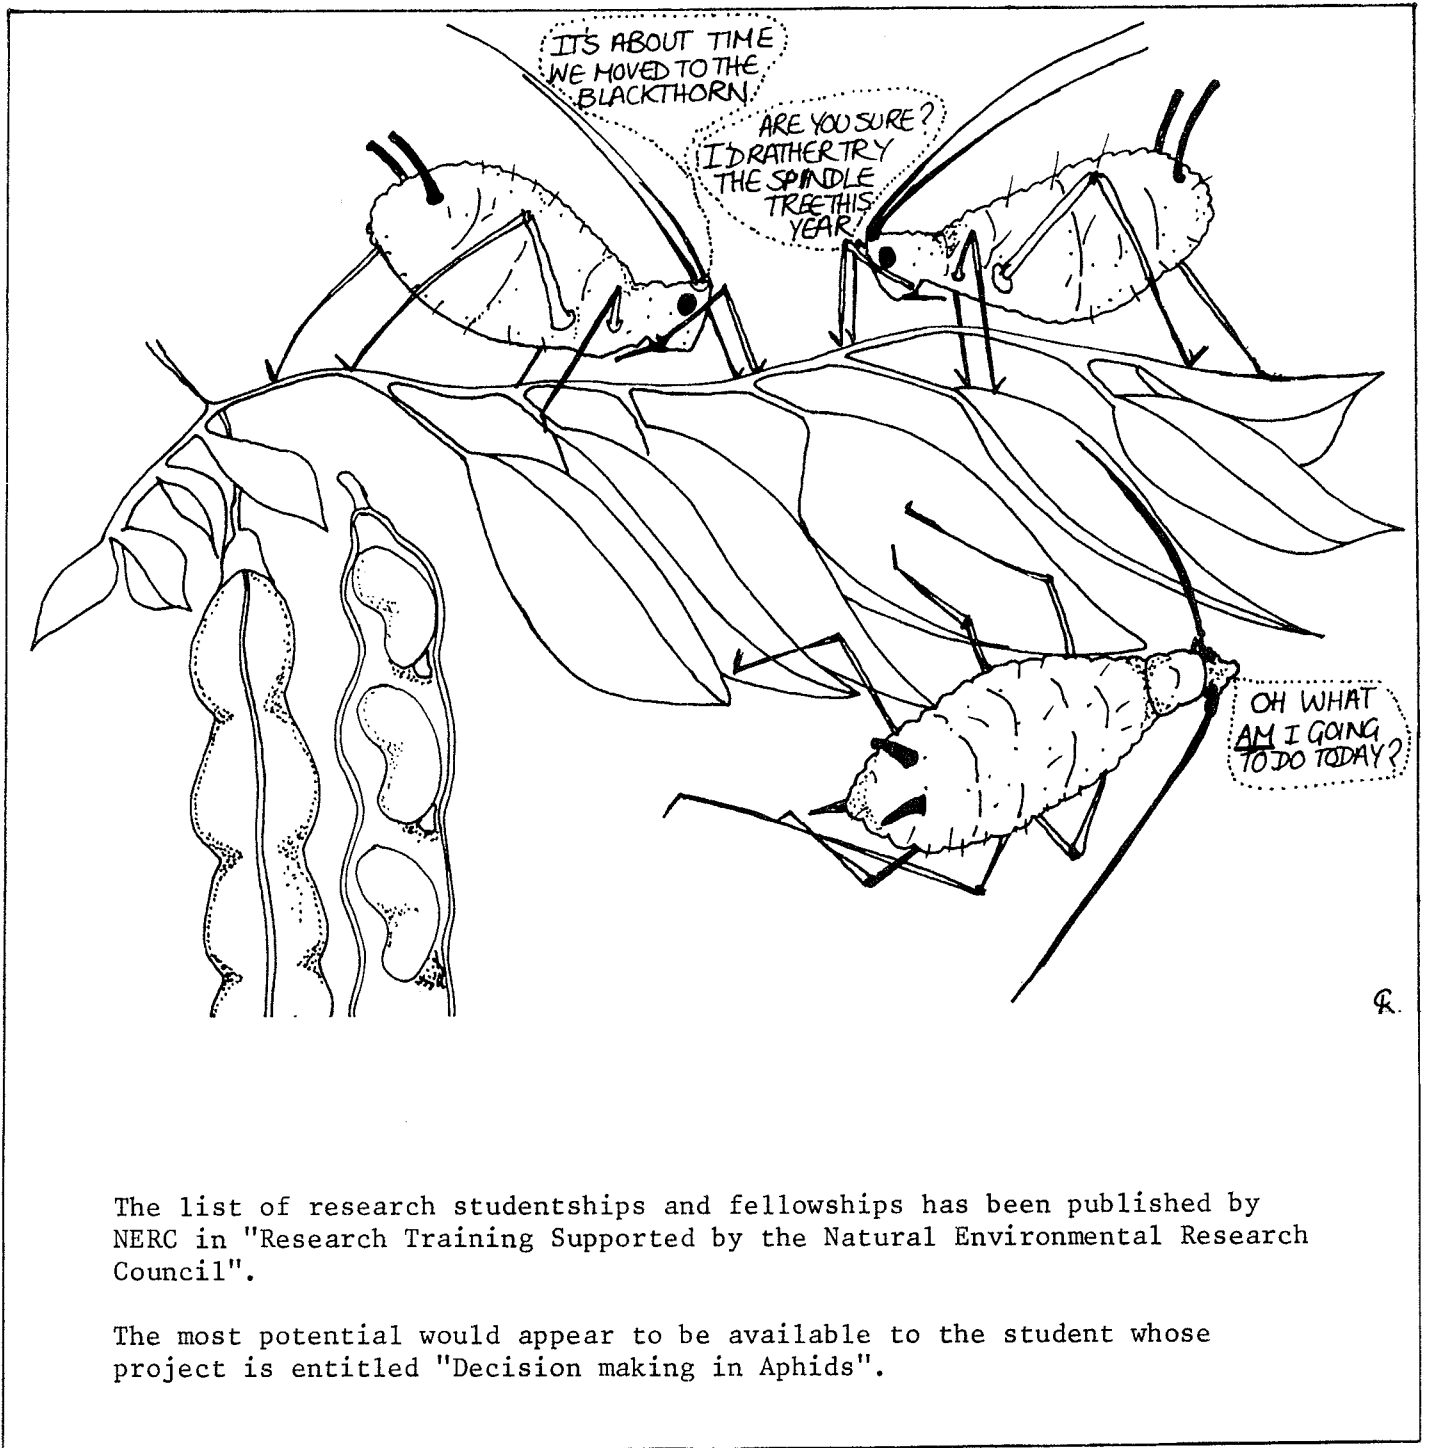 IT'S ABOUT TIME
WE MOVED TO THE
BLACKTHORN.
ARE YOU SURE?
I'D RATHER TRY
THE SPINDLE
TREE THIS
YEAR.
OH WHAT
AM I GOING
TO DO TODAY?
The list of research studentships and fellowships has been published by
NERC in "Research Training Supported by the Natural Environmental Research
Council".
The most potential would appear to be available to the student whose
project is entitled "Decision making in Aphids".